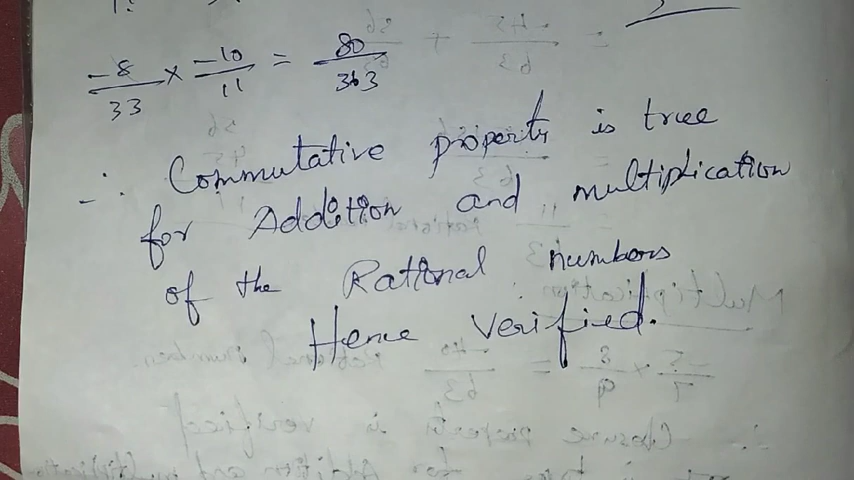 -8/33 × -10/11 = 80/363
∴ Commutative property is true
for Addition and multiplication
of the Rational numbers
Hence Verified.